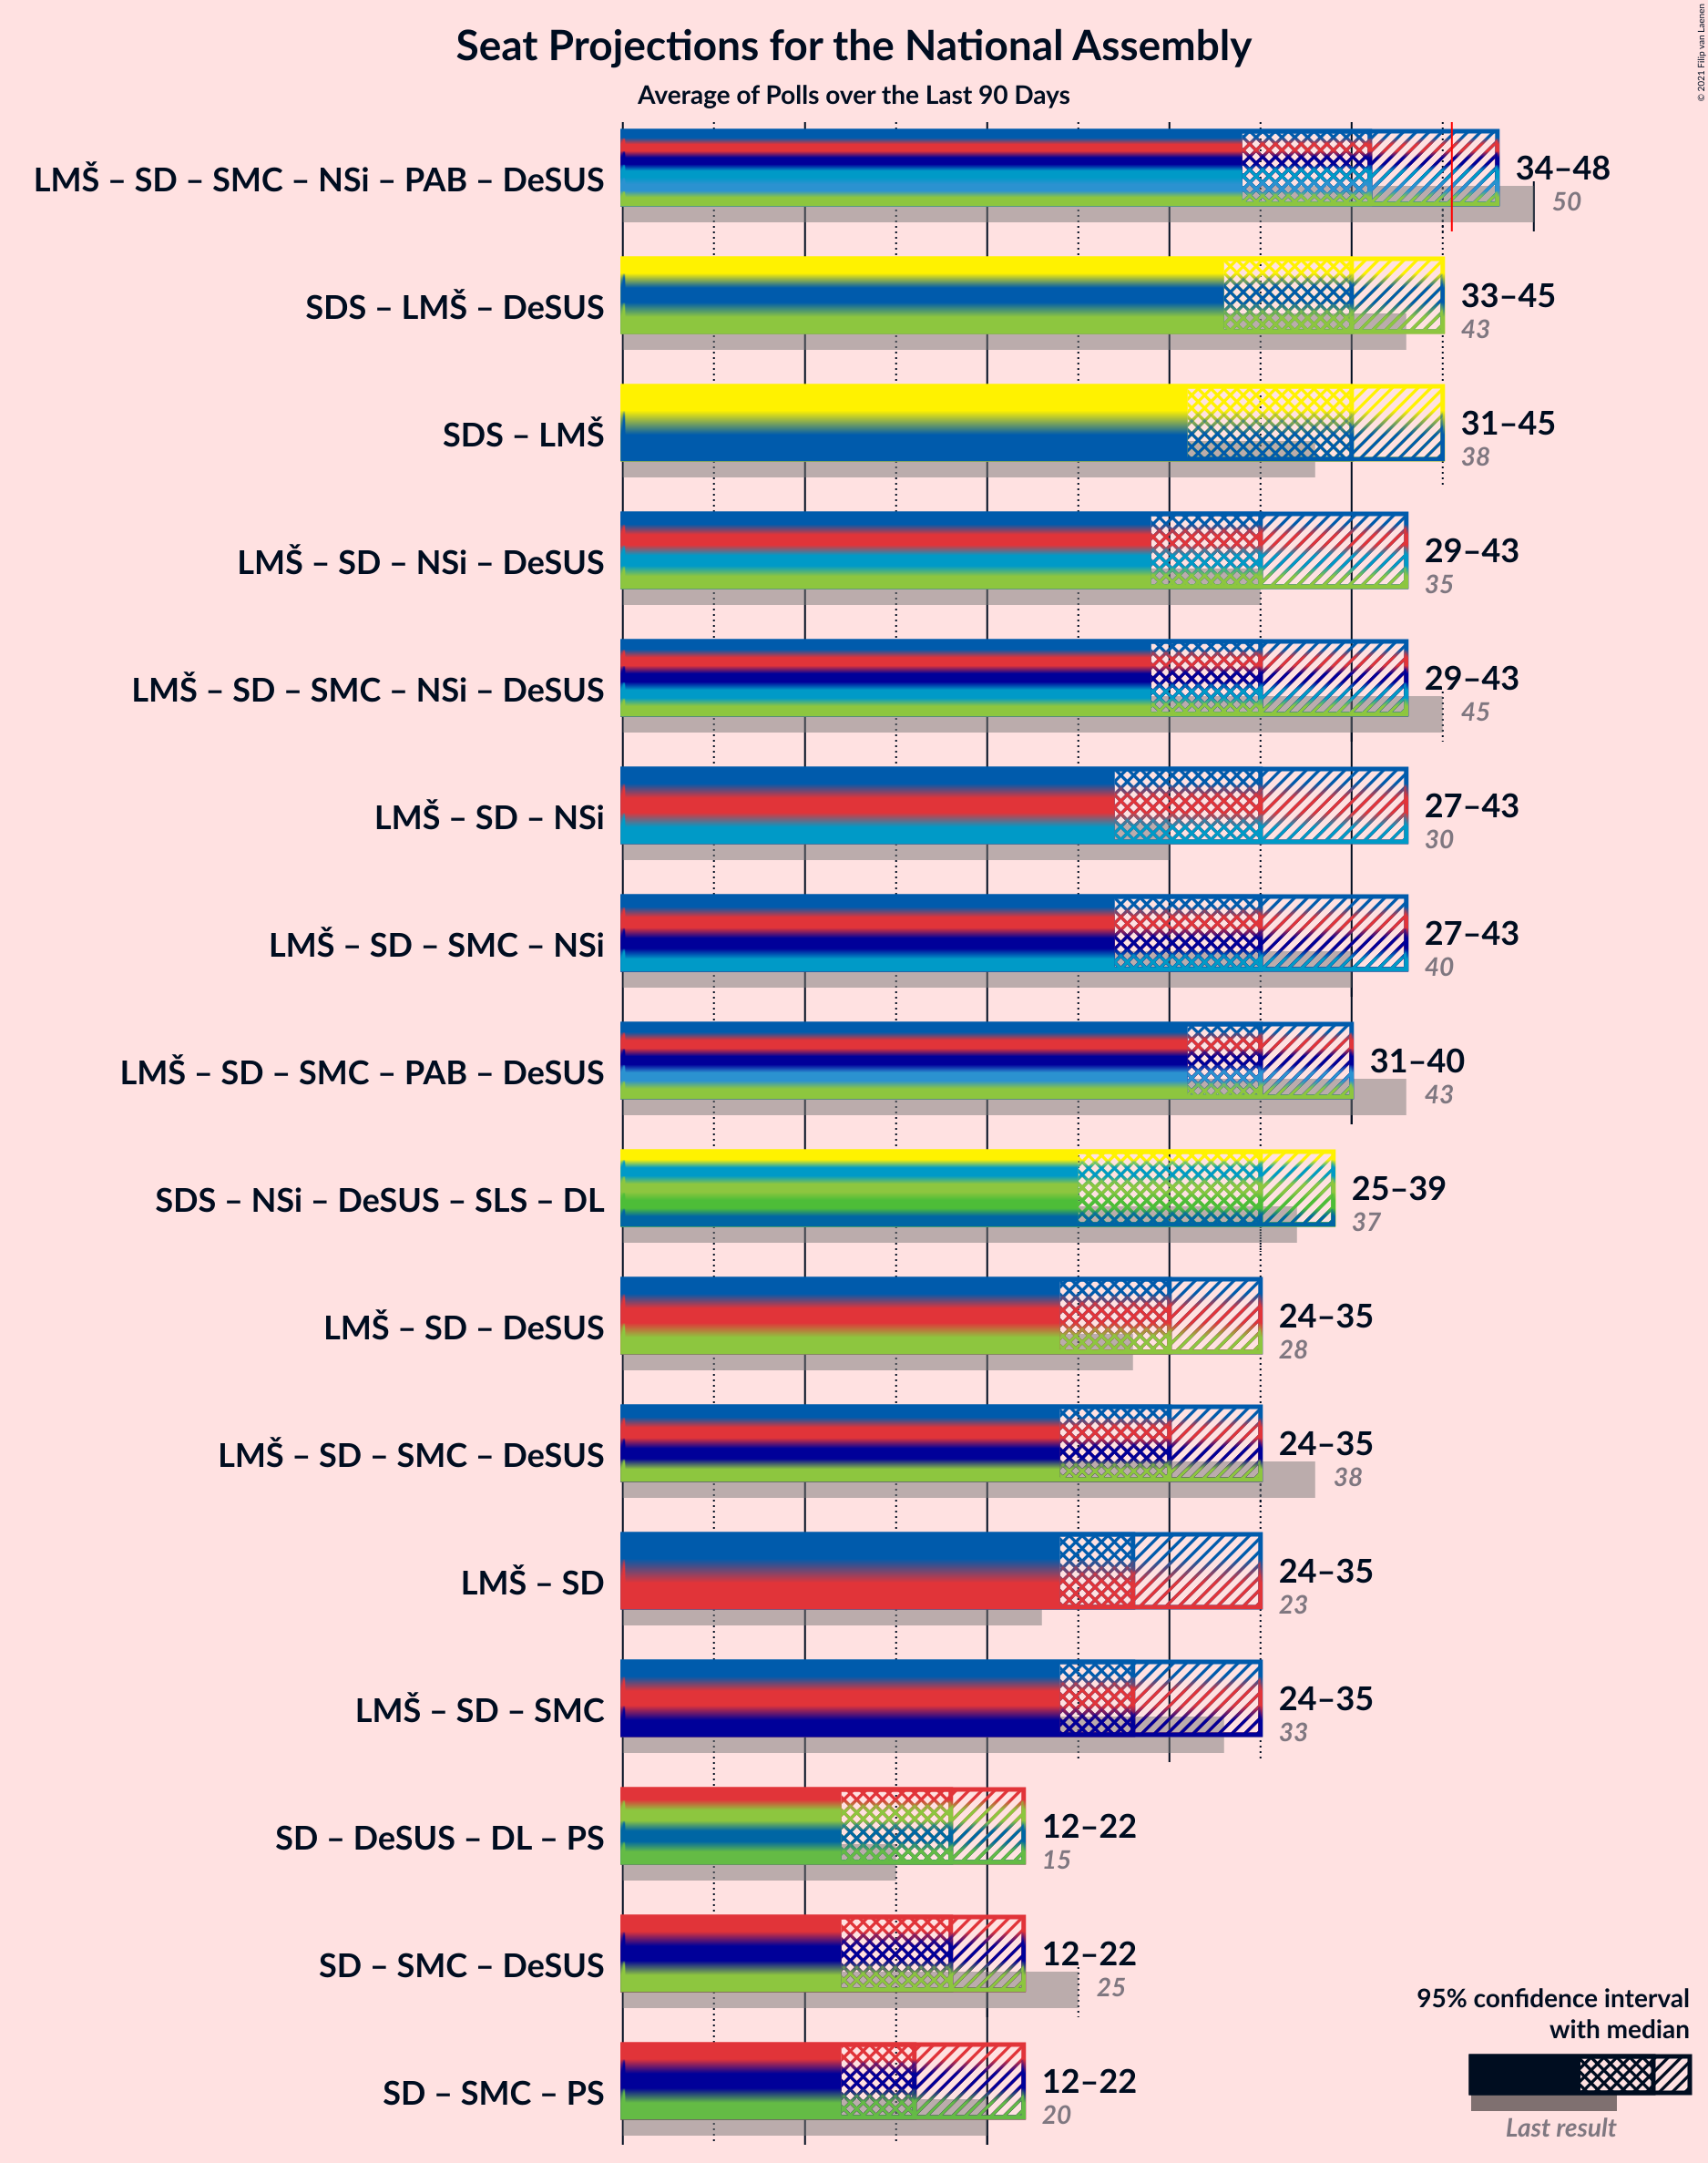 Seat Projections for the National Assembly
Average of Polls over the Last 90 Days
© 2021 Filip van Laenen
LMŠ – SD – SMC – NSi – PAB – DeSUS
34–48
50
SDS – LMŠ – DeSUS
33–45
43
SDS – LMŠ
31–45
38
LMŠ – SD – NSi – DeSUS
29–43
35
LMŠ – SD – SMC – NSi – DeSUS
29–43
45
LMŠ – SD – NSi
27–43
30
LMŠ – SD – SMC – NSi
27–43
40
LMŠ – SD – SMC – PAB – DeSUS
31–40
43
SDS – NSi – DeSUS – SLS – DL
25–39
37
LMŠ – SD – DeSUS
24–35
28
LMŠ – SD – SMC – DeSUS
24–35
38
LMŠ – SD
24–35
23
LMŠ – SD – SMC
24–35
33
SD – DeSUS – DL – PS
12–22
15
SD – SMC – DeSUS
12–22
25
SD – SMC – PS
12–22
20
95% confidence interval
with median
Last result